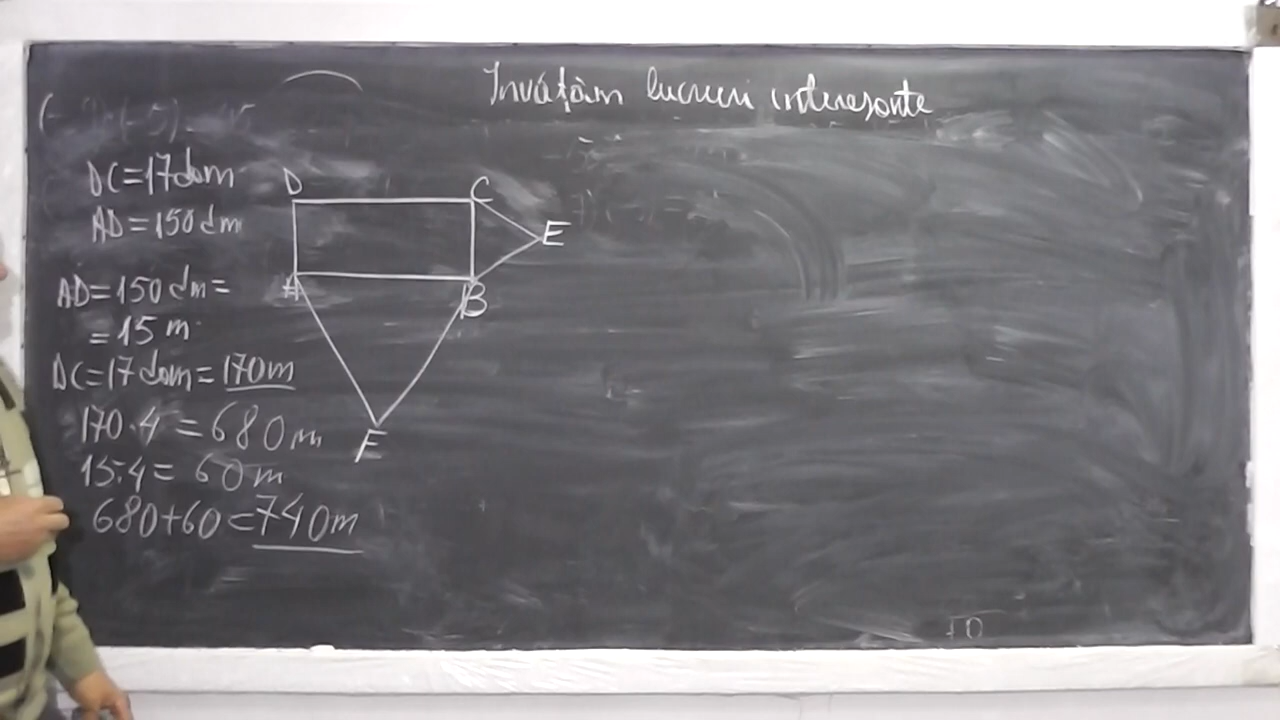 Învățăm lucruri interesante
DC=17dam
AD=150dm
AD=150dm=
=15m
DC=17dam=170m
170·4=680m
15·4=60m
680+60=740m
D
C
E
A
B
F